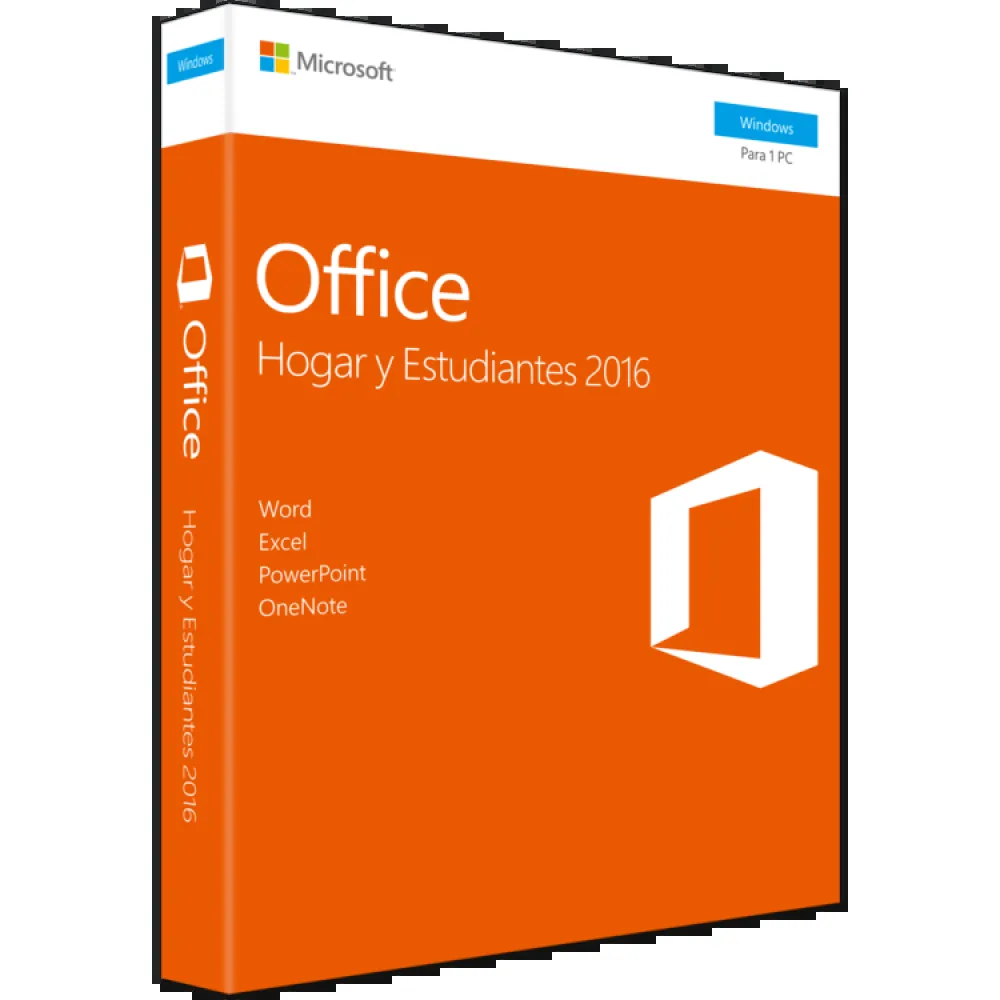 Windows
Microsoft
Windows
Para 1 PC
Office
Hogar y Estudiantes 2016
Word
Excel
PowerPoint
OneNote
Office
Hogar y Estudiantes 2016